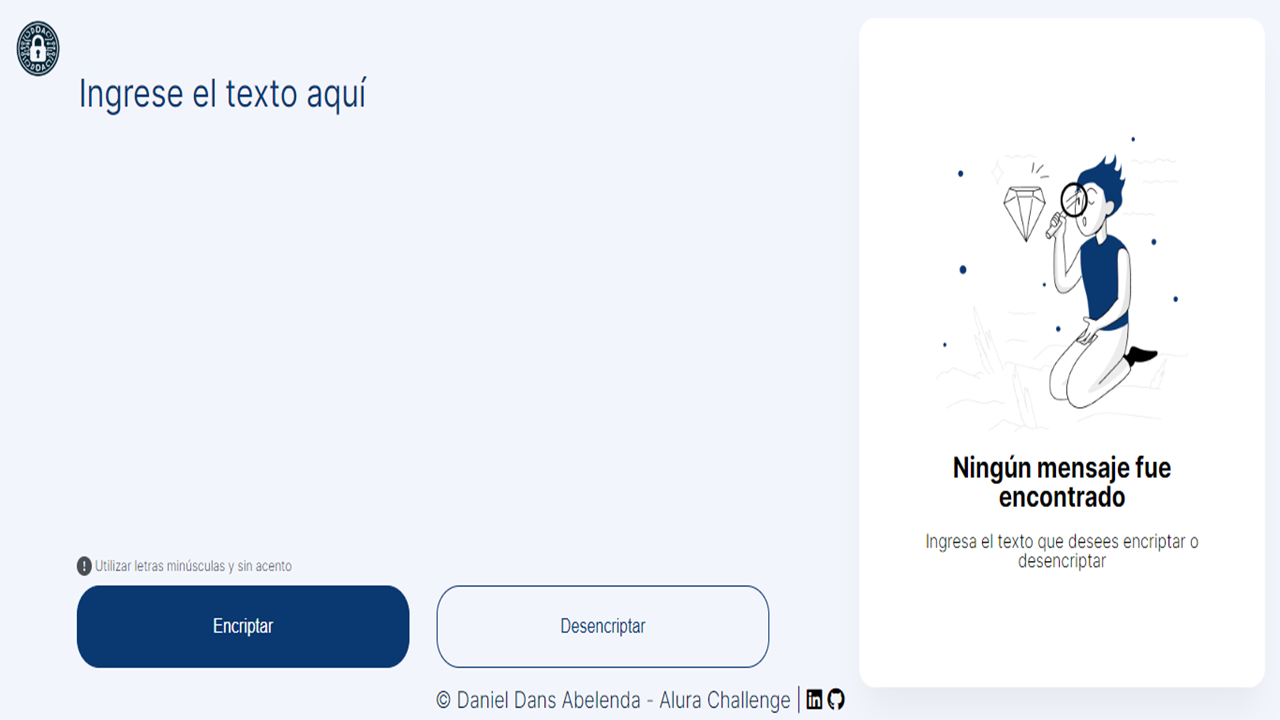 Ingrese el texto aquí
Utilizar letras minúsculas y sin acento
Encriptar
Desencriptar
© Daniel Dans Abelenda - Alura Challenge |
Ningún mensaje fue
encontrado
Ingresa el texto que desees encriptar o
desencriptar